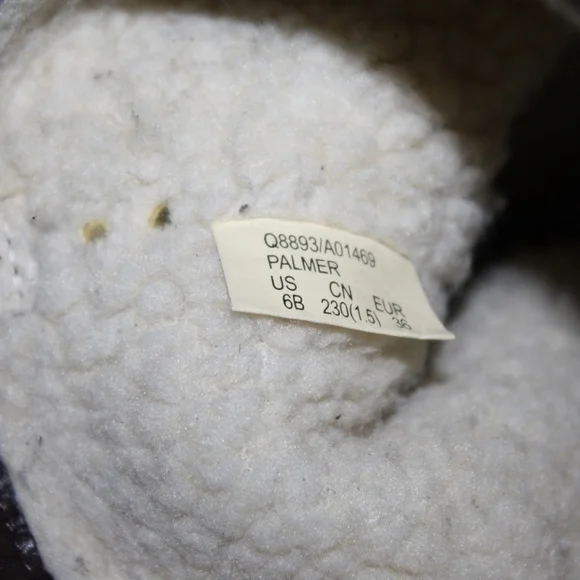 Q8893/A01469
PALMER
US CN EUR
6B 230(1.5) 36